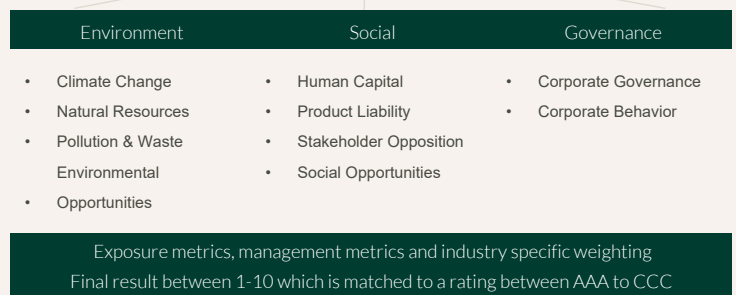 Environment
Social
Governance
• Climate Change
• Natural Resources
• Pollution & Waste
Environmental
• Opportunities
• Human Capital
• Product Liability
• Stakeholder Opposition
• Social Opportunities
• Corporate Governance
• Corporate Behavior
Exposure metrics, management metrics and industry specific weighting
Final result between 1-10 which is matched to a rating between AAA to CCC